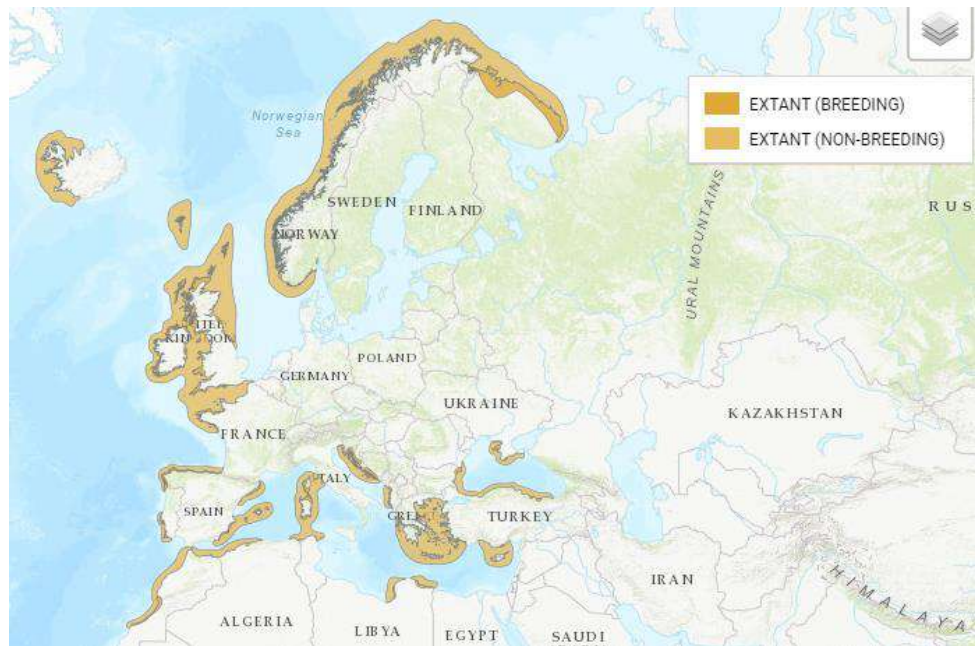 EXTANT (BREEDING)
EXTANT (NON-BREEDING)
Norwegian
Sea
SWEDEN
FINLAND
NORWAY
RUS
URAL MOUNTAINS
POLAND
GERMANY
UKRAINE
KAZAKHSTAN
FRANCE
TALY
SPAIN
TURKEY
IRAN
HIMALAYA
ALGERIA
LIBYA
EGYPT
SAUDI